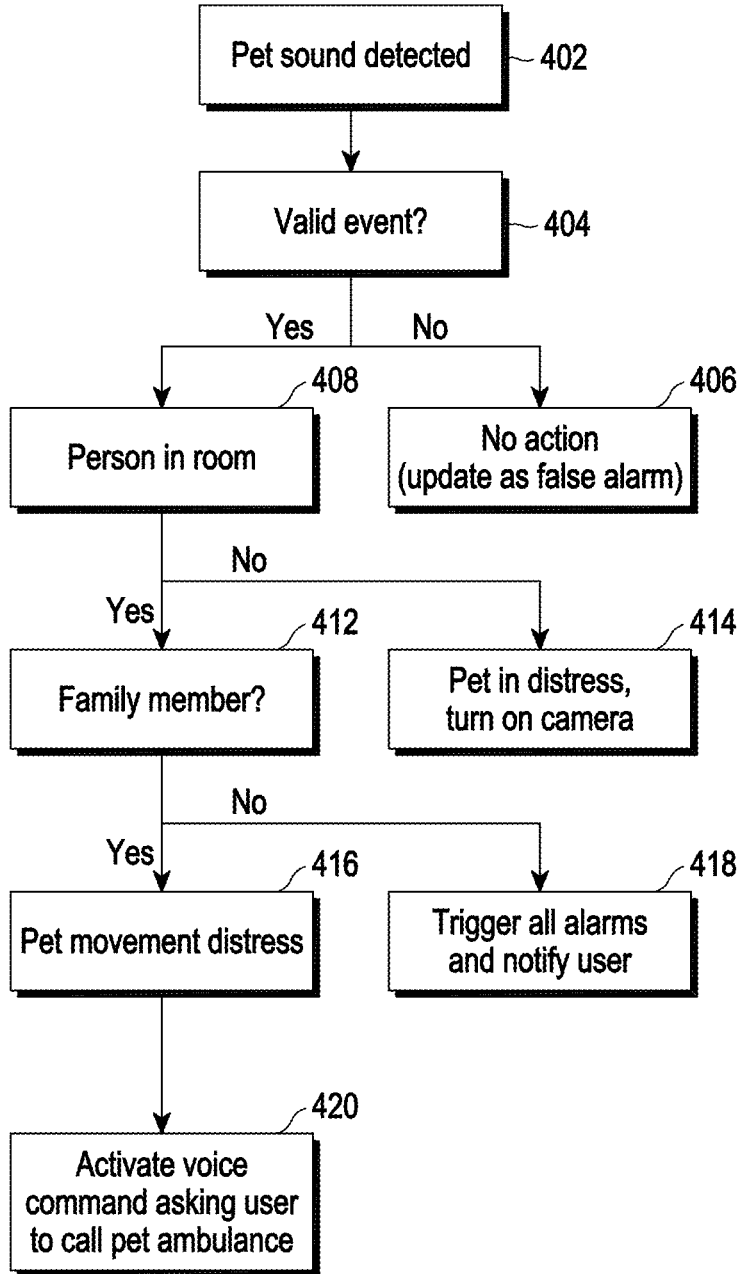 Pet sound detected
402
Valid event?
404
Yes
No
408
406
Person in room
No action
(update as false alarm)
No
Yes
412
414
Family member?
Pet in distress,
turn on camera
No
Yes
416
418
Pet movement distress
Trigger all alarms
and notify user
420
Activate voice
command asking user
to call pet ambulance